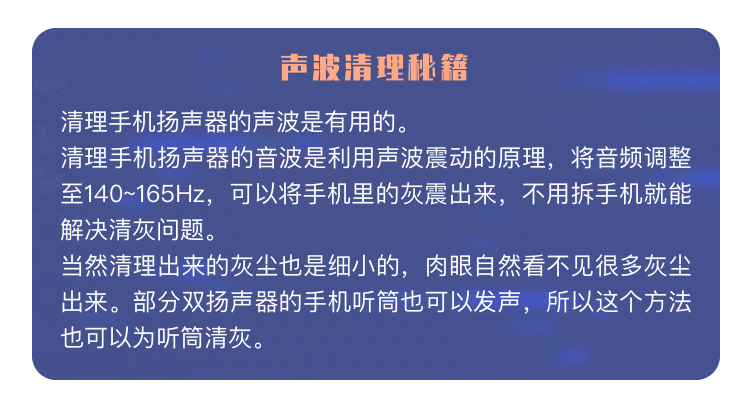 声波清理秘籍
清理手机扬声器的声波是有用的。
清理手机扬声器的音波是利用声波震动的原理，将音频调整
至140~165Hz，可以将手机里的灰震出来，不用拆手机就能
解决清灰问题。
当然清理出来的灰尘也是细小的，肉眼自然看不见很多灰尘
出来。部分双扬声器的手机听筒也可以发声，所以这个方法
也可以为听筒清灰。